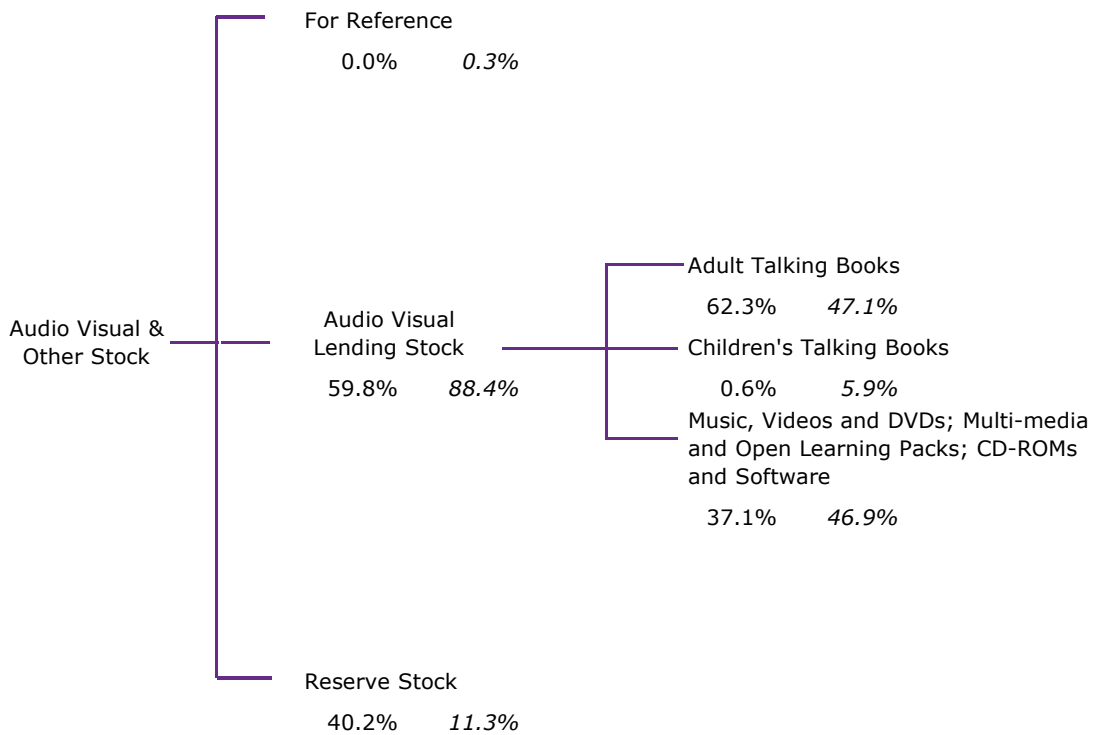 For Reference
0.0% 0.3%
Audio Visual &
Other Stock
Audio Visual
Lending Stock
59.8% 88.4%
Adult Talking Books
62.3% 47.1%
Children's Talking Books
0.6% 5.9%
Music, Videos and DVDs; Multi-media
and Open Learning Packs; CD-ROMs
and Software
37.1% 46.9%
Reserve Stock
40.2% 11.3%